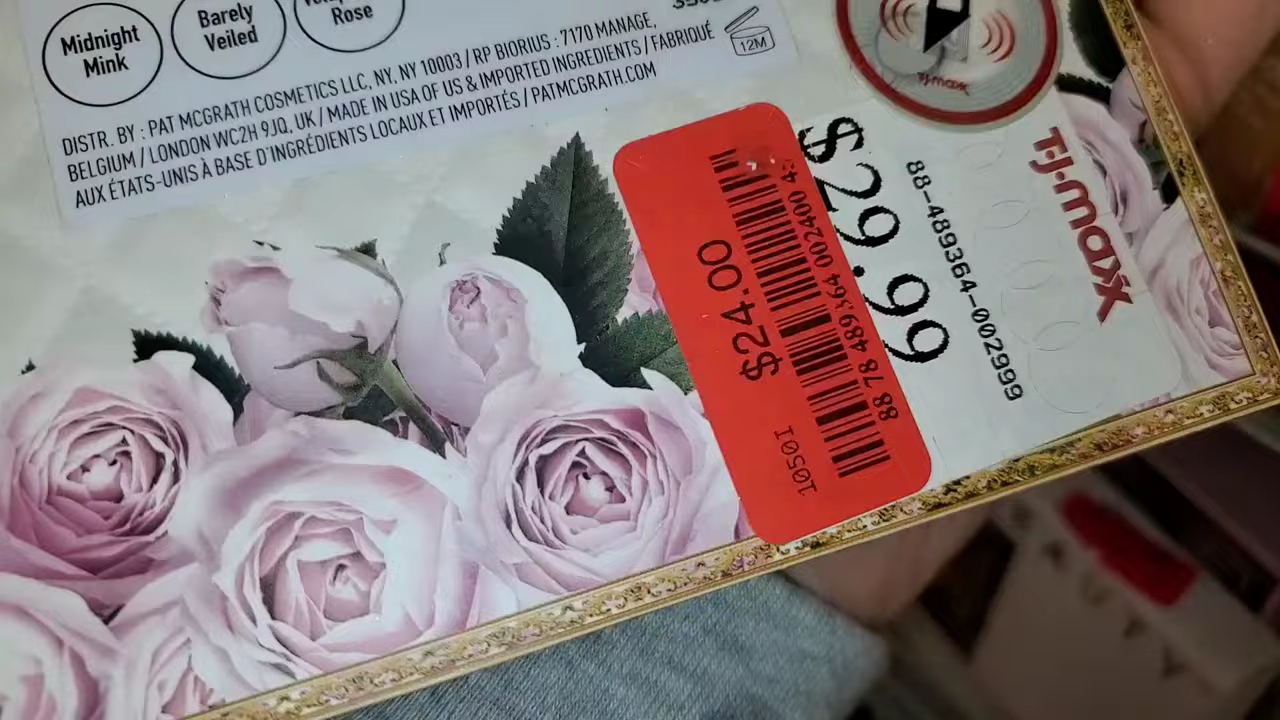 Midnight
Mink
Barely
Veiled
Rose
DISTR. BY : PAT MCGRATH COSMETICS LLC, NY, NY 10003 / RP BIORIUS : 7170 MANAGE,
BELGIUM / LONDON WC2H 9JQ, UK / MADE IN USA OF US & IMPORTED INGREDIENTS / FABRIQUÉ
AUX ÉTATS-UNIS À BASE D'INGRÉDIENTS LOCAUX ET IMPORTÉS / PATMCGRATH.COM
12M
T·J·maxx
T·J·maxx
88-489364-002999
$29.99
88 78 489364 002400 4
$24.00
10501